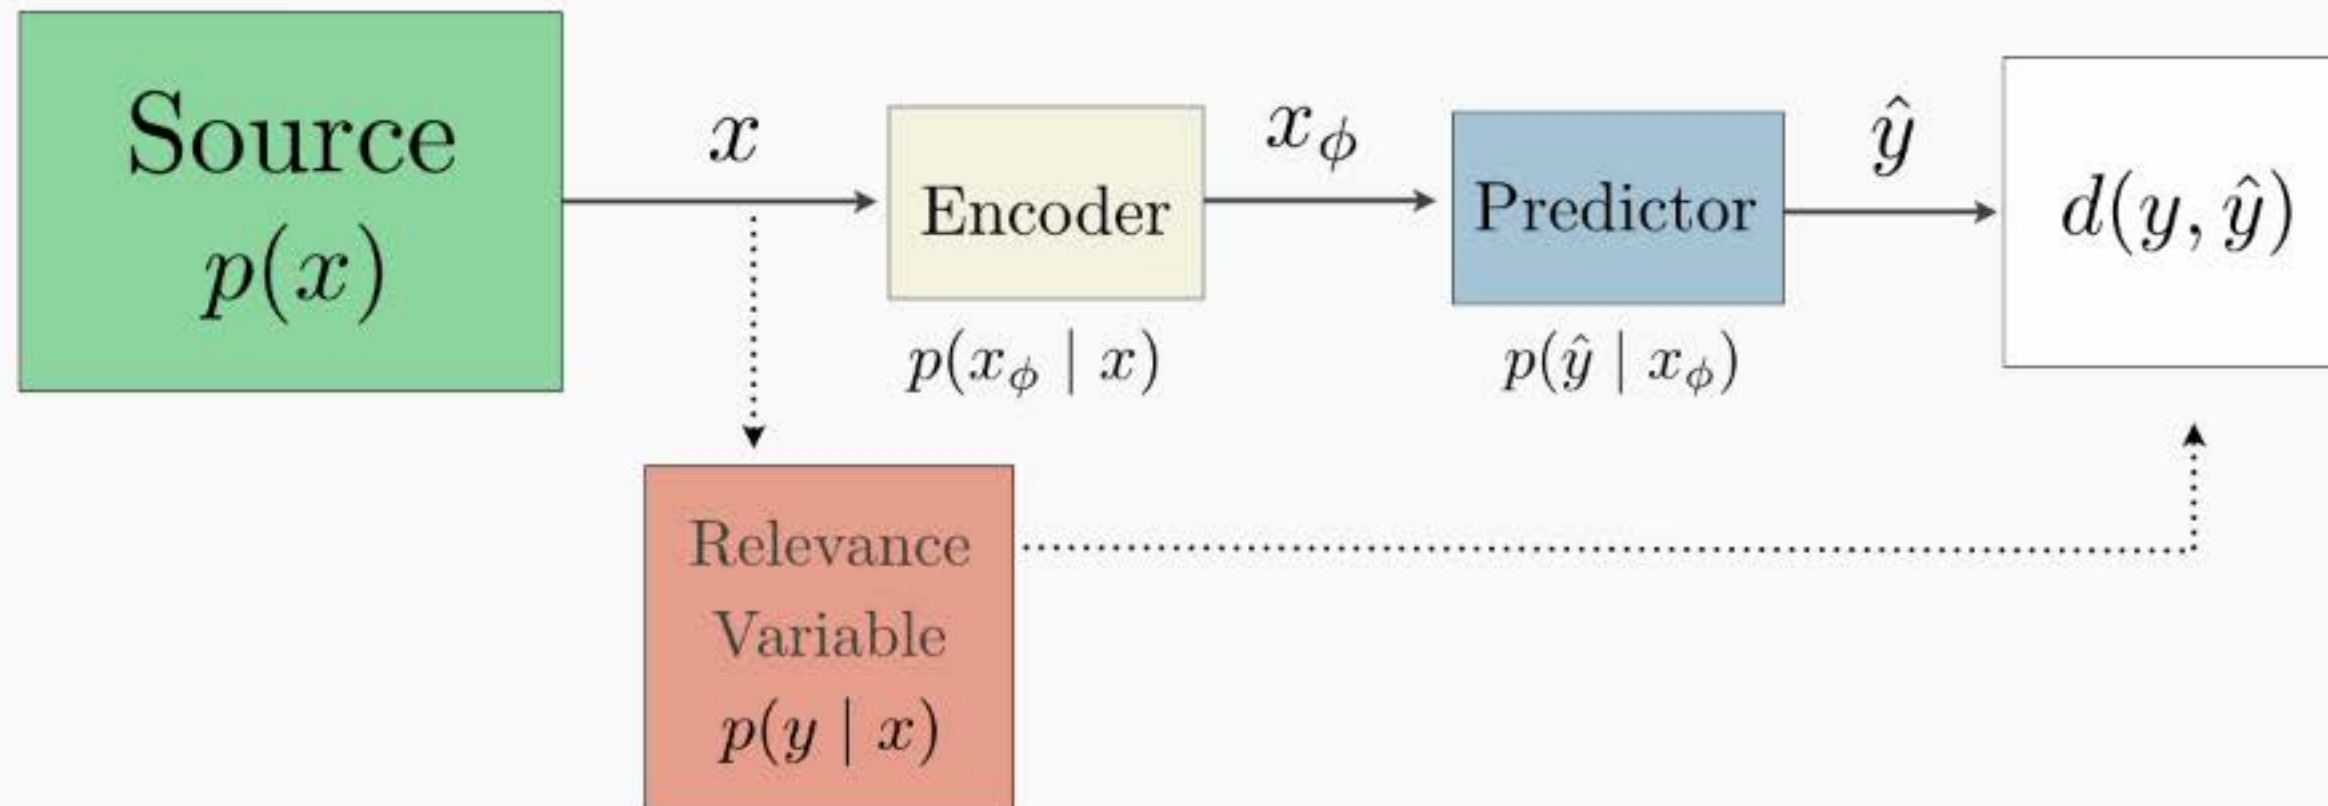 Source
p(x)
x
Encoder
p(x_ϕ | x)
x_ϕ
Predictor
p(ŷ | x_ϕ)
ŷ
d(y, ŷ)
Relevance
Variable
p(y | x)